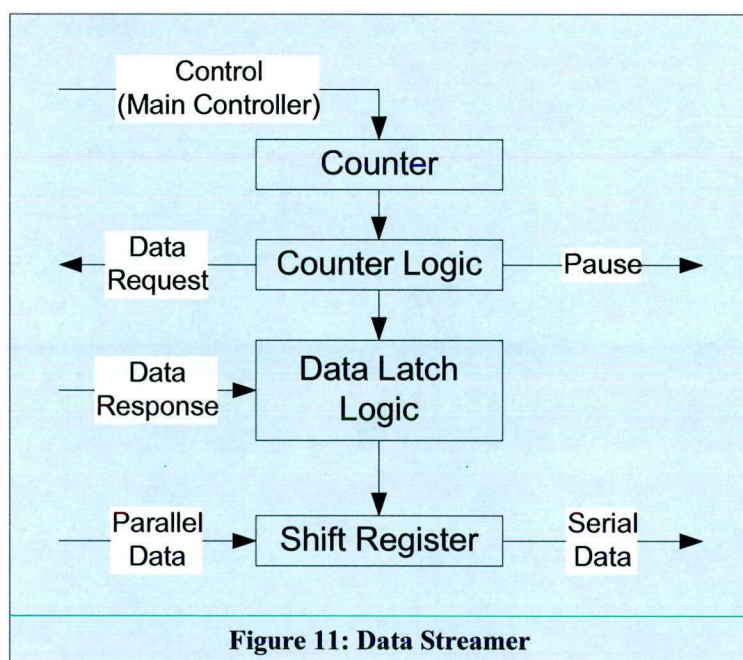 Control
(Main Controller)
Counter
Data
Request
Counter Logic
Pause
Data
Response
Data Latch
Logic
Parallel
Data
Shift Register
Serial
Data
Figure 11: Data Streamer